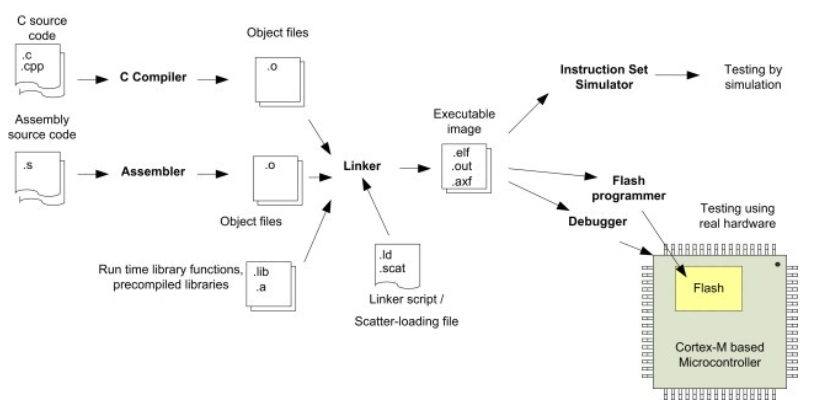 C source
code
.c
.cpp
C Compiler
Object files
.o
Assembly
source code
.s
Assembler
.o
Object files
Run time library functions,
precompiled libraries
.lib
.a
Linker
.ld
.scat
Linker script /
Scatter-loading file
Executable
image
.elf
.out
.axf
Instruction Set
Simulator
Testing by
simulation
Flash
programmer
Debugger
Testing using
real hardware
Flash
Cortex-M based
Microcontroller